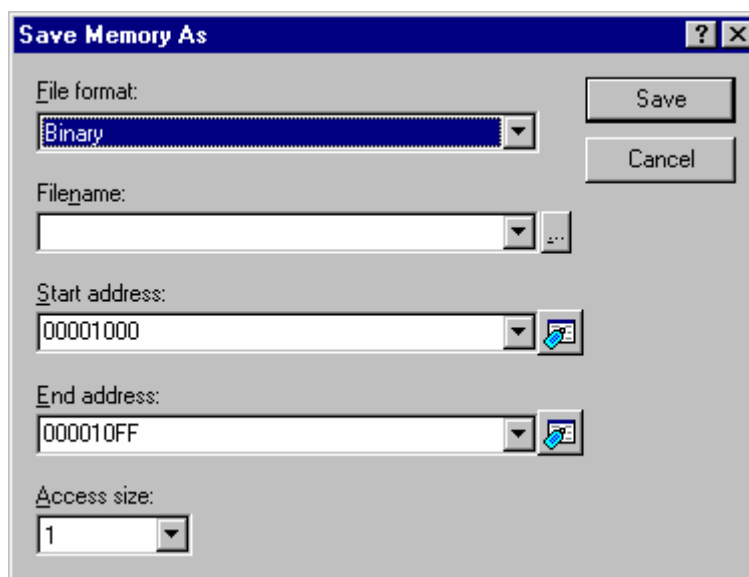 Save Memory As
File format:
Save
Binary
Cancel
Filename:
...
Start address:
00001000
End address:
000010FF
Access size:
1